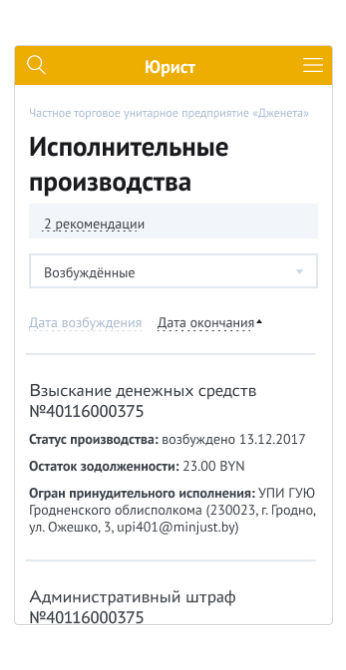 Юрист
Частное торговое унитарное предприятие «Дженета»
Исполнительные
производства
2 рекомендации
Возбуждённые
Дата возбуждения Дата окончания
Взыскание денежных средств
№40116000375
Статус производства: возбуждено 13.12.2017
Остаток зодолженности: 23.00 BYN
Огран принудительного исполнения: УПИ ГУЮ
Гродненского облисполкома (230023, г. Гродно,
ул. Ожешко, 3, upi401@minjust.by)
Административный штраф
№40116000375